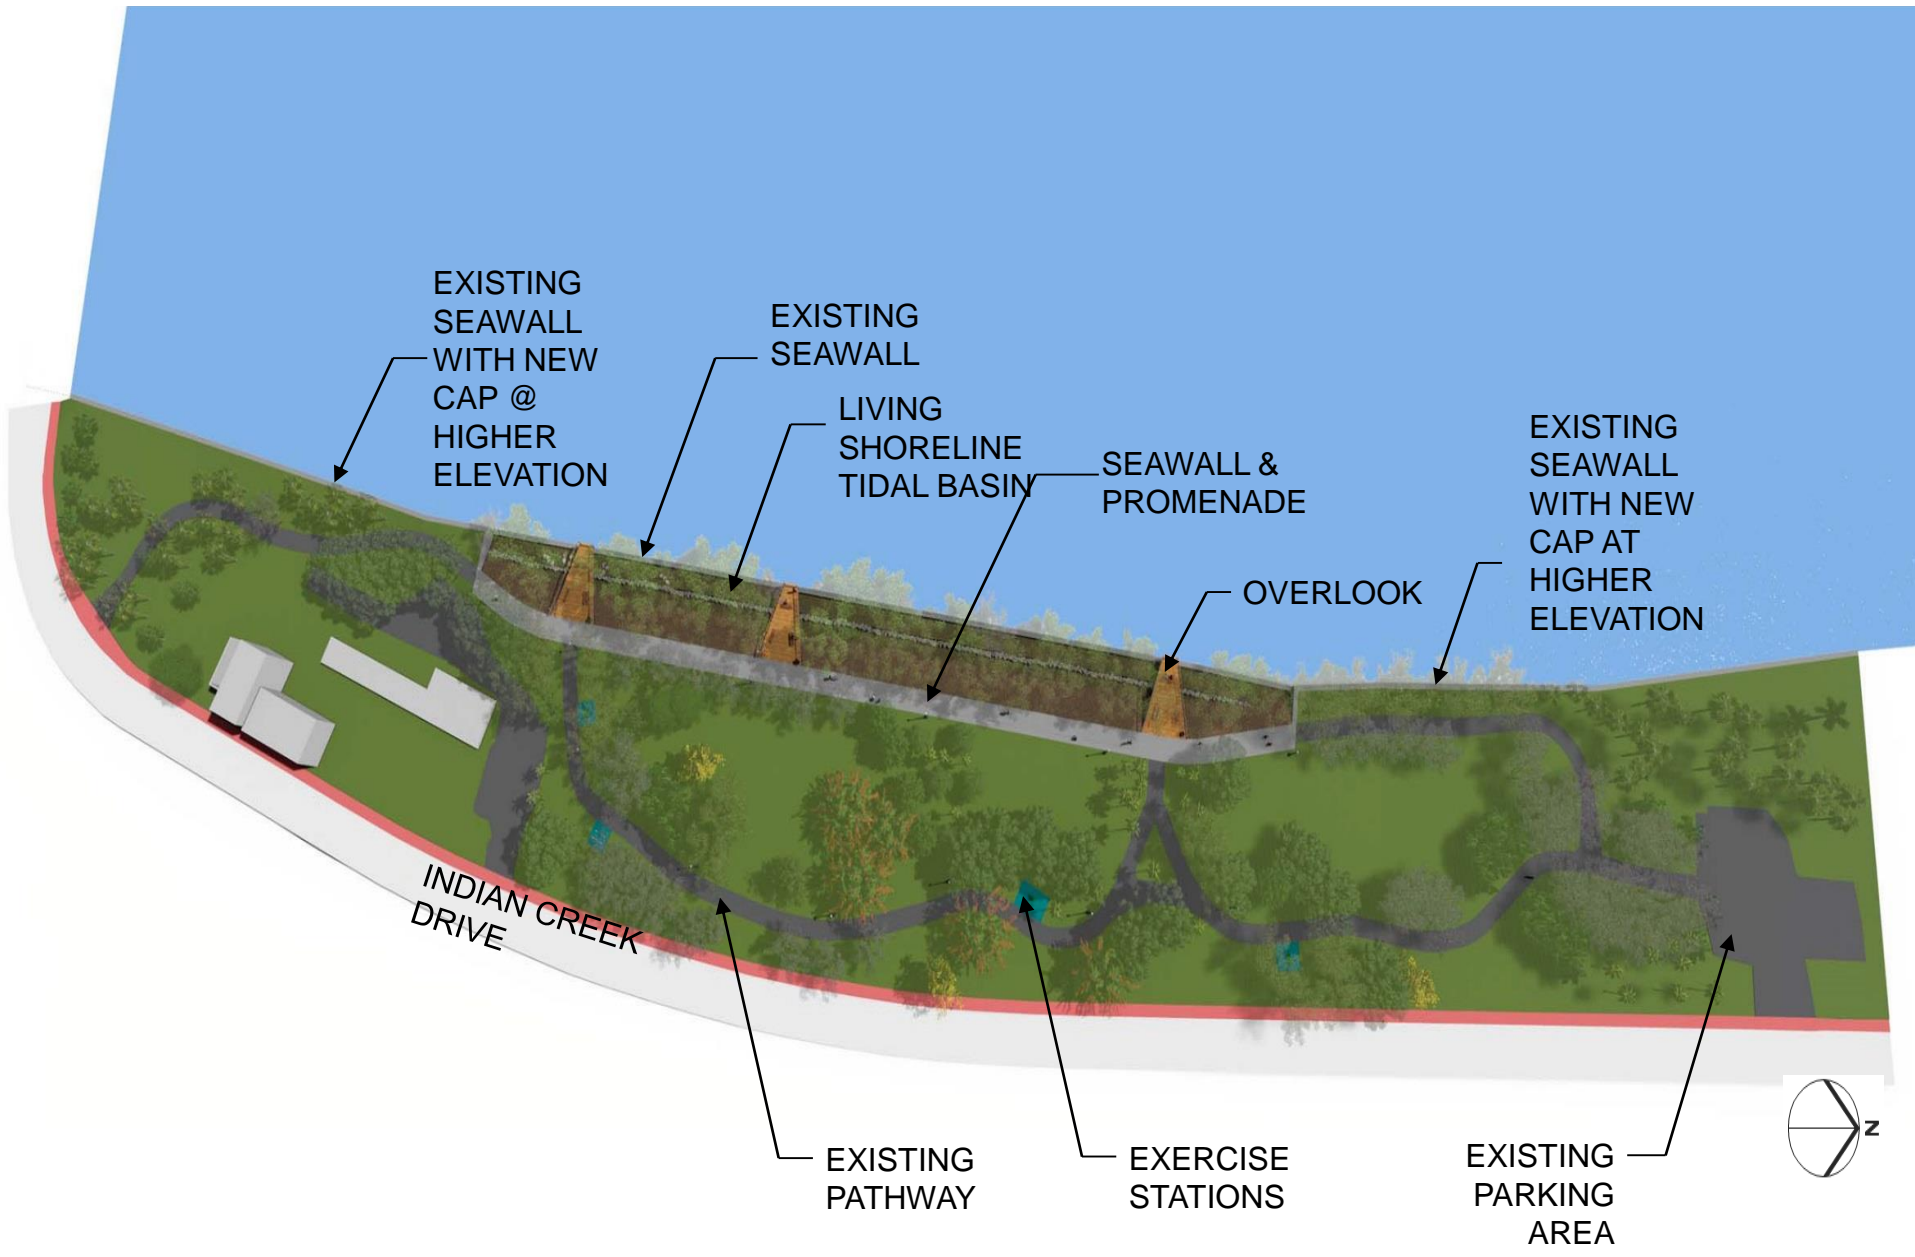 EXISTING
SEAWALL
WITH NEW
CAP @
HIGHER
ELEVATION
EXISTING
SEAWALL
LIVING
SHORELINE
TIDAL BASIN
SEAWALL &
PROMENADE
OVERLOOK
EXISTING
SEAWALL
WITH NEW
CAP AT
HIGHER
ELEVATION
INDIAN CREEK
DRIVE
EXISTING
PATHWAY
EXERCISE
STATIONS
EXISTING
PARKING
AREA
N